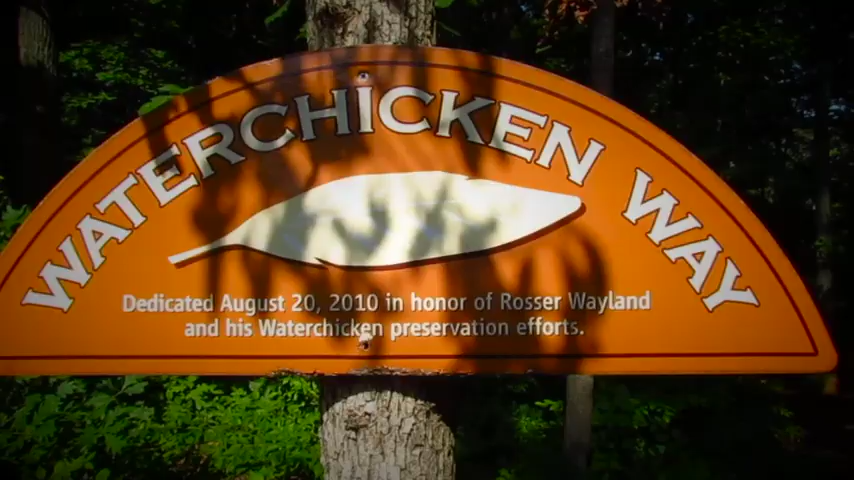 WATERCHICKEN WAY
Dedicated August 20, 2010 in honor of Rosser Wayland
and his Waterchicken preservation efforts.